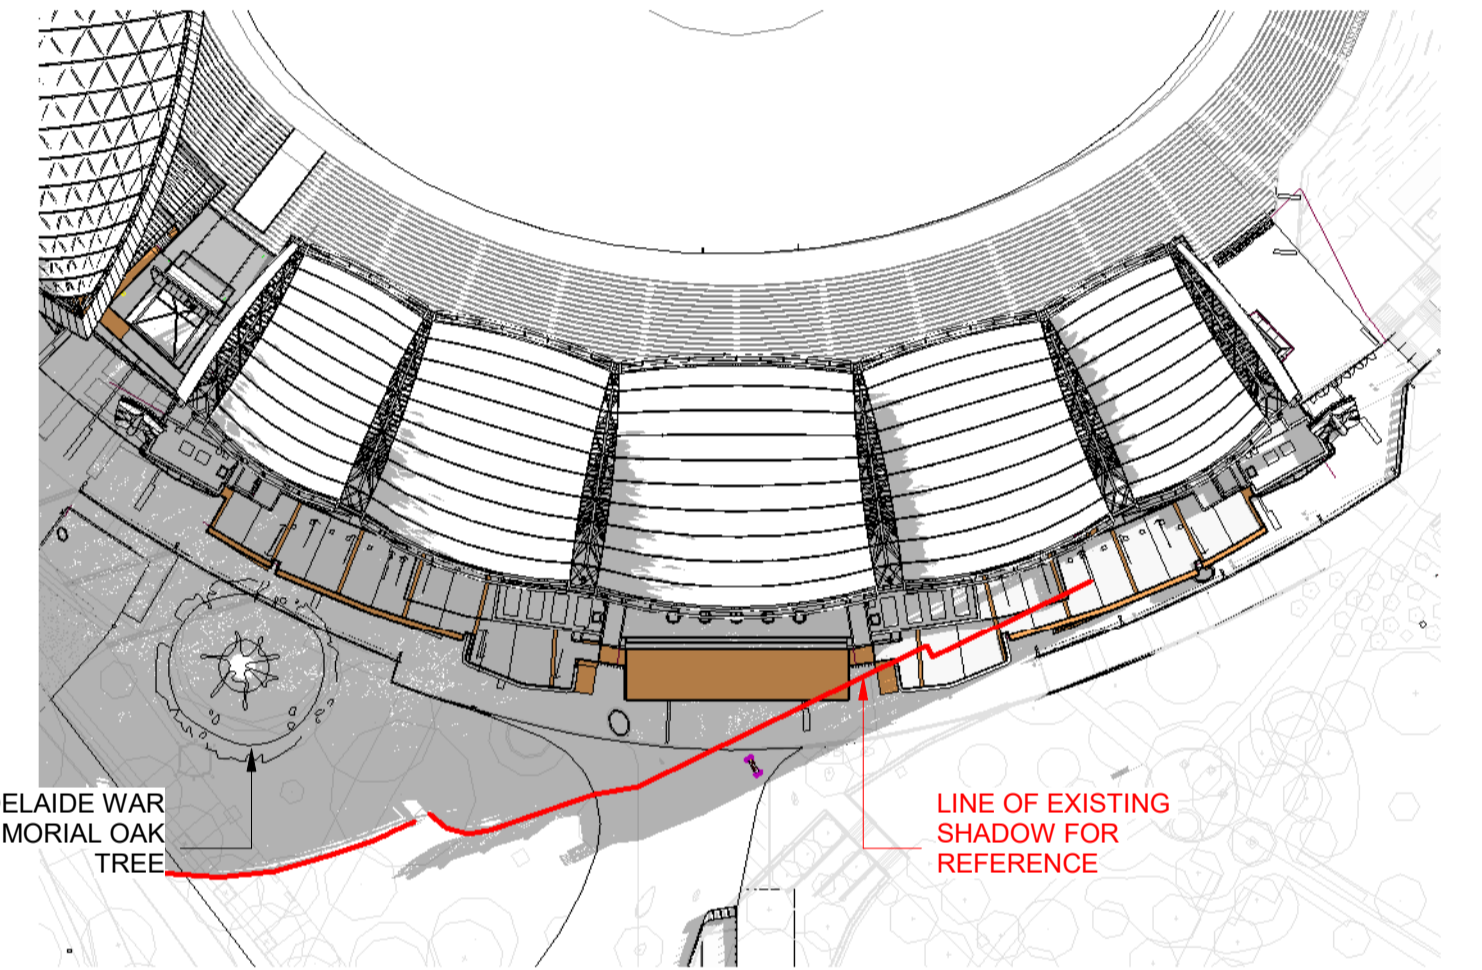 ELAIDE WAR
MORIAL OAK
TREE
LINE OF EXISTING
SHADOW FOR
REFERENCE